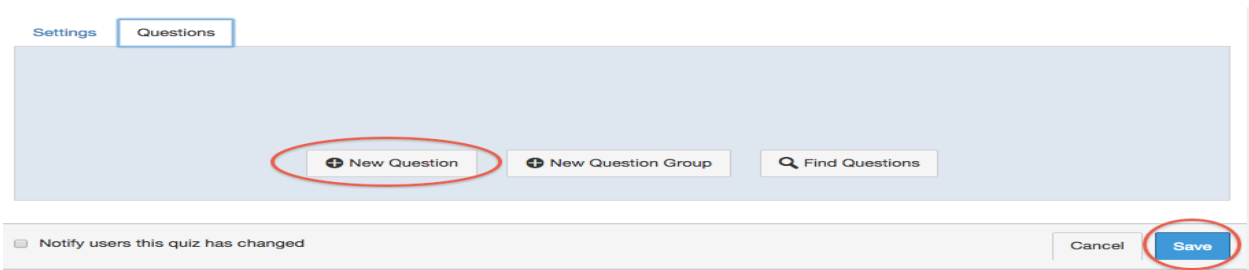 Settings Questions
New Question New Question Group Find Questions
Notify users this quiz has changed
Cancel Save